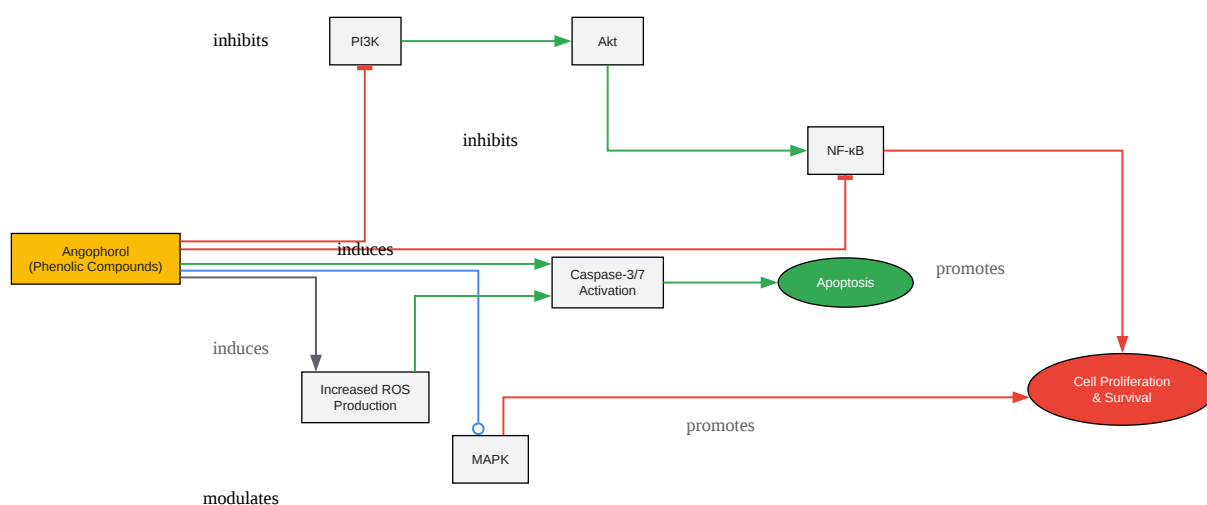 inhibits
PI3K
Akt
inhibits
NF-κB
Angophorol
(Phenolic Compounds)
induces
Caspase-3/7
Activation
Apoptosis
promotes
induces
Increased ROS
Production
Cell Proliferation
& Survival
promotes
MAPK
modulates